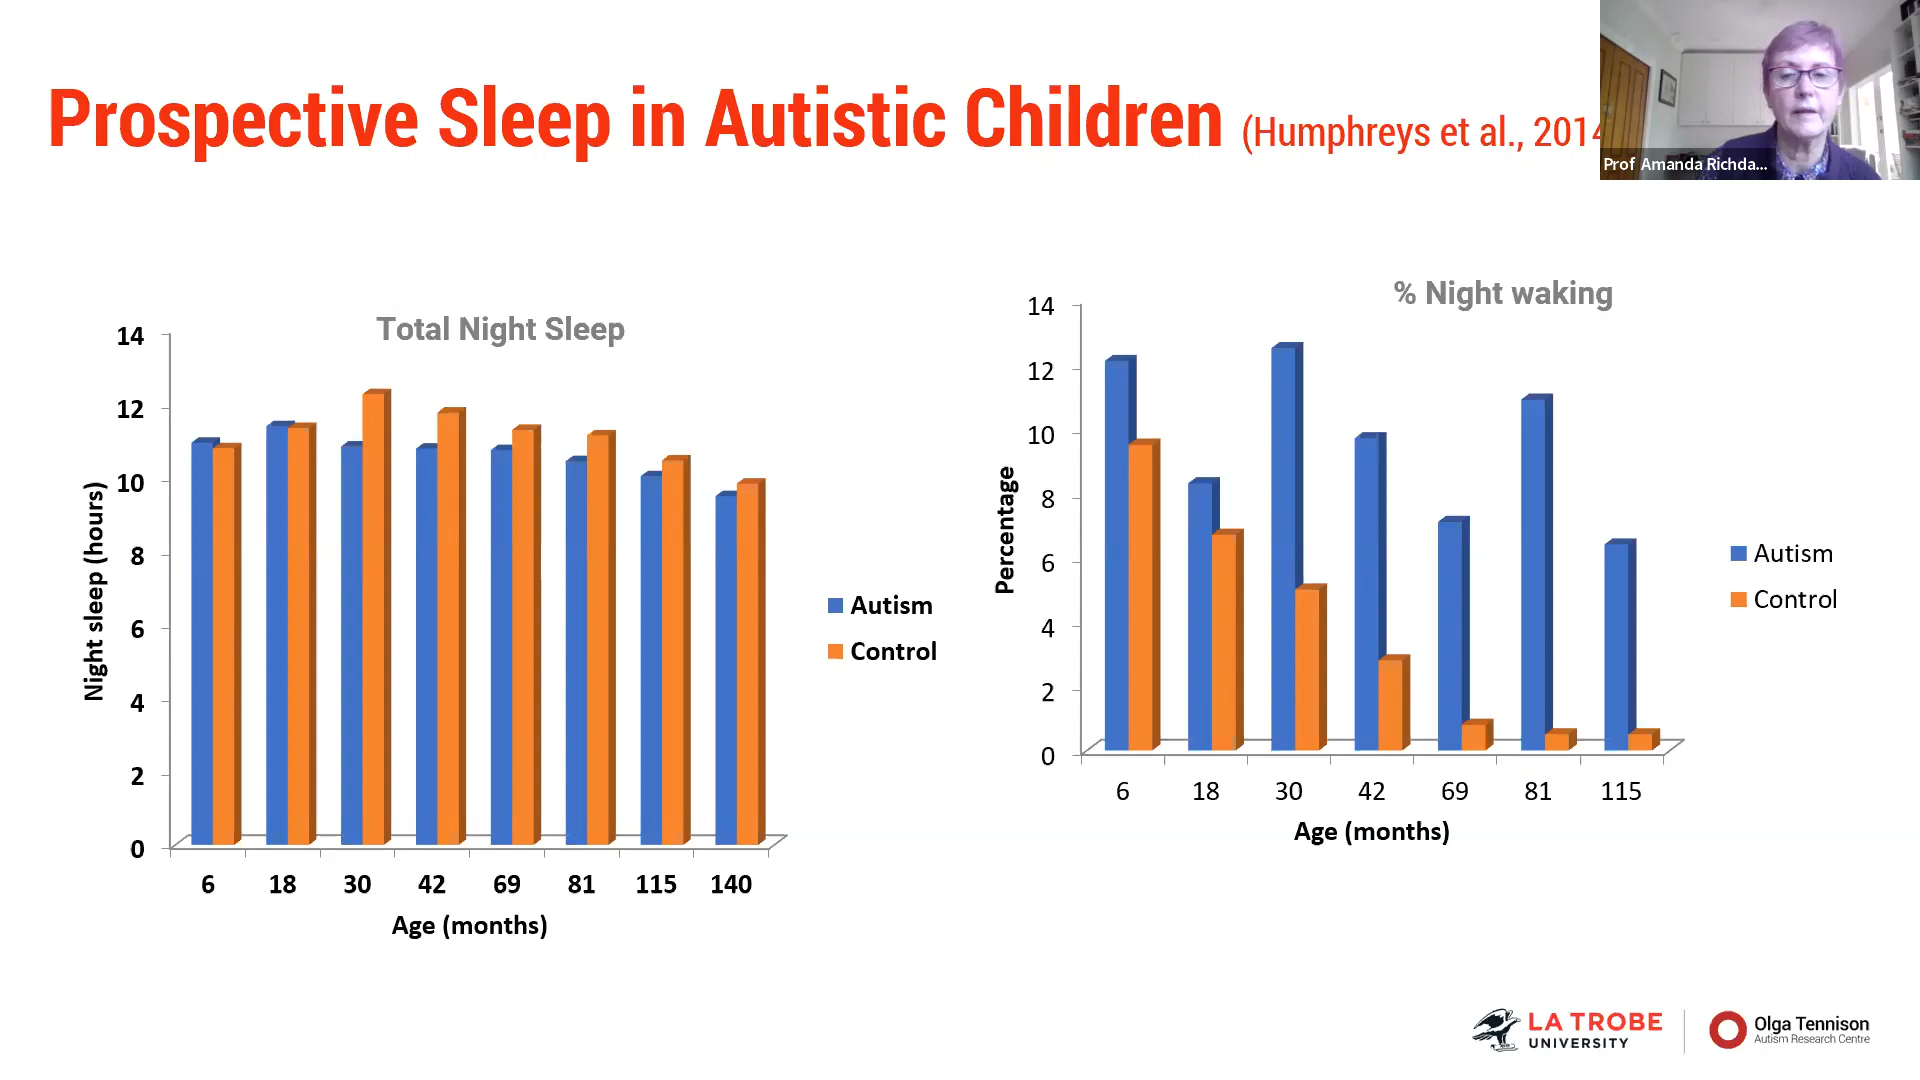 Prospective Sleep in Autistic Children (Humphreys et al., 2014
Prof Amanda Richda...
Total Night Sleep
14
12
10
8
6
4
2
0
Night sleep (hours)
6 18 30 42 69 81 115 140
Age (months)
Autism
Control
% Night waking
14
12
10
8
6
4
2
0
Percentage
6 18 30 42 69 81 115
Age (months)
Autism
Control
LA TROBE
UNIVERSITY
Olga Tennison
Autism Research Centre